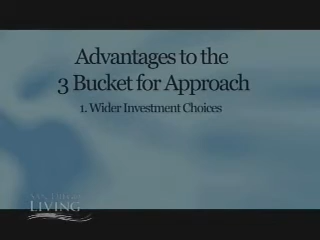 Advantages to the
3 Bucket for Approach
1. Wider Investment Choices
LIVING